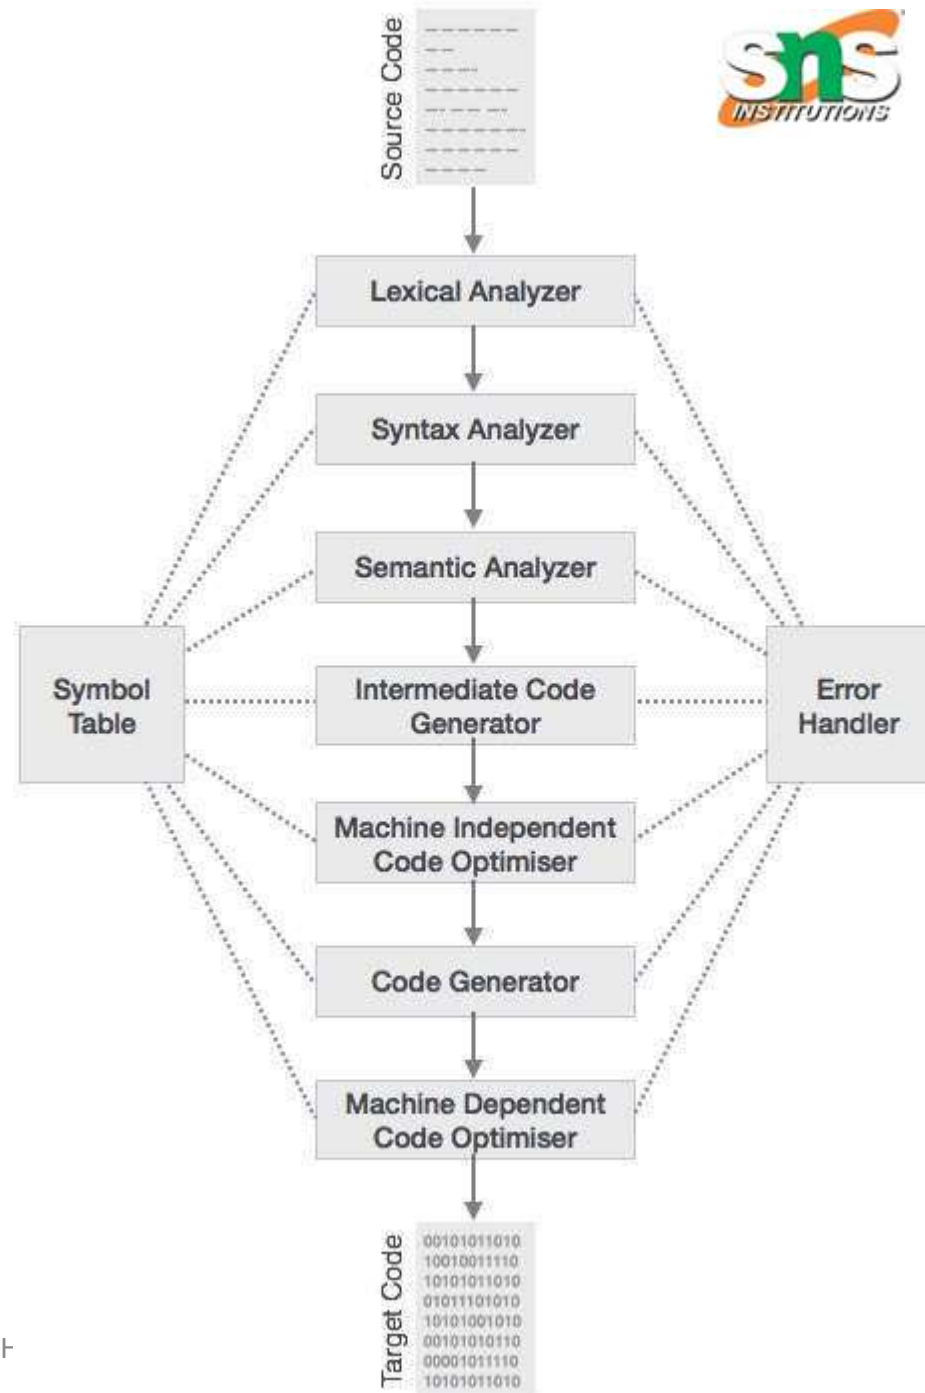 Source Code
SnS
INSTITUTIONS
Lexical Analyzer
Syntax Analyzer
Semantic Analyzer
Symbol
Table
Intermediate Code
Generator
Error
Handler
Machine Independent
Code Optimiser
Code Generator
Machine Dependent
Code Optimiser
Target Code
00101011010
10010011110
10101011010
01011101010
10101001010
00101010110
00001011110
10101011010